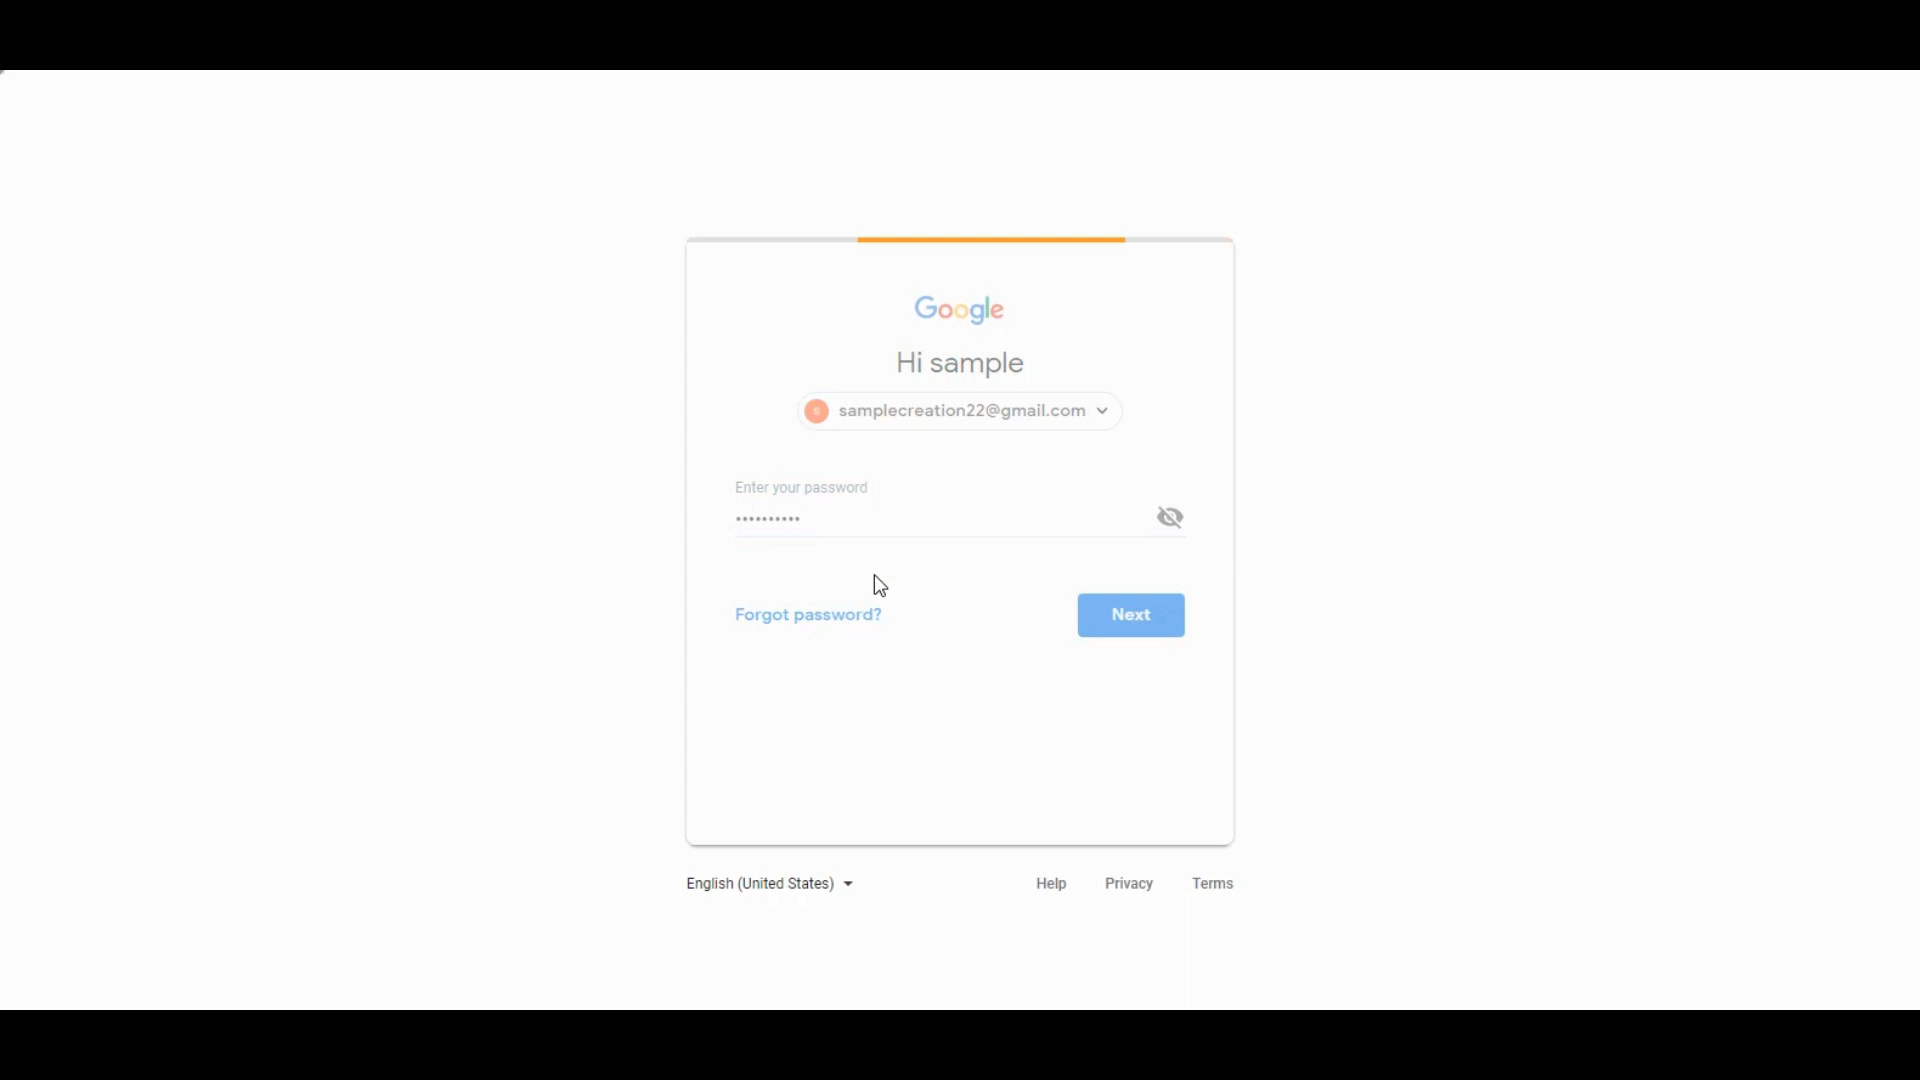 Google
Hi sample
s samplecreation22@gmail.com
Enter your password
••••••••••
Forgot password?
Next
English (United States)
Help Privacy Terms